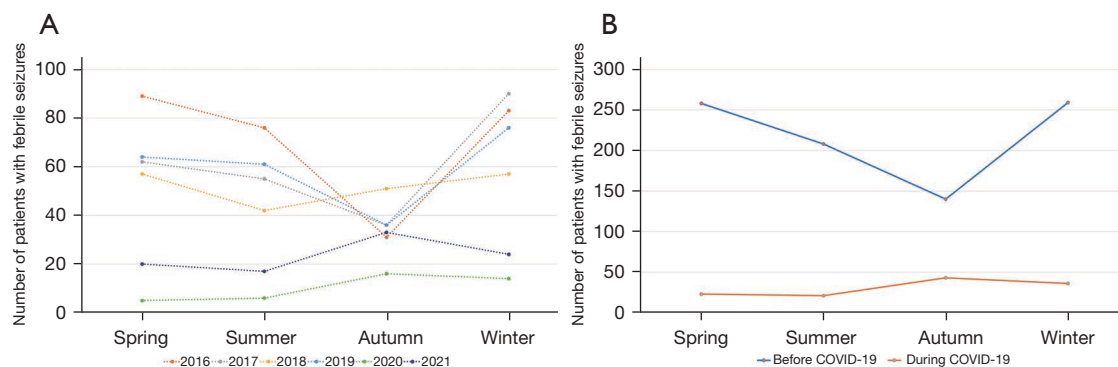 A
Number of patients with febrile seizures
100
80
60
40
20
0
Spring Summer Autumn Winter
2016 2017 2018 2019 2020 2021
B
Number of patients with febrile seizures
300
250
200
150
100
50
0
Spring Summer Autumn Winter
Before COVID-19 During COVID-19